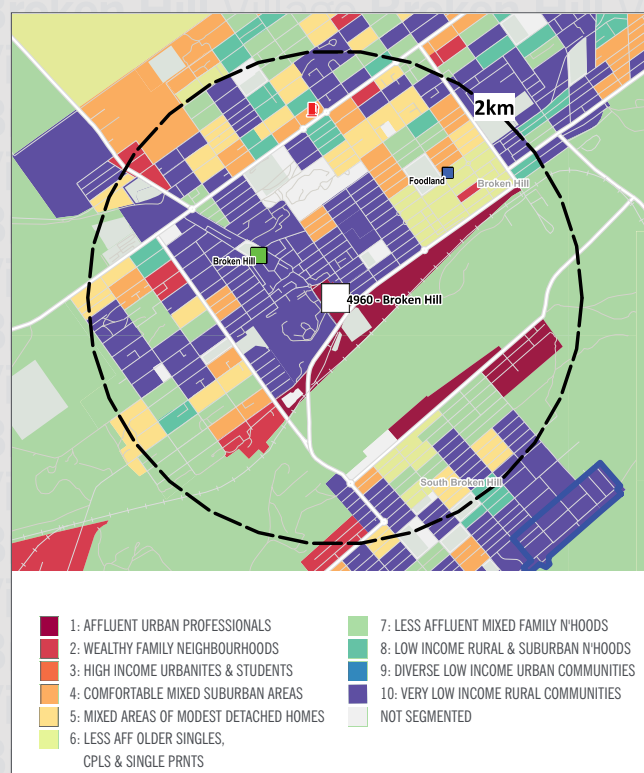 2km
Foodland
Broken Hill
Broken Hill
4960 - Broken Hill
South Broken Hill
1: AFFLUENT URBAN PROFESSIONALS
2: WEALTHY FAMILY NEIGHBOURHOODS
3: HIGH INCOME URBANITES & STUDENTS
4: COMFORTABLE MIXED SUBURBAN AREAS
5: MIXED AREAS OF MODEST DETACHED HOMES
6: LESS AFF OLDER SINGLES,
CPLS & SINGLE PRNTS
7: LESS AFFLUENT MIXED FAMILY N'HOODS
8: LOW INCOME RURAL & SUBURBAN N'HOODS
9: DIVERSE LOW INCOME URBAN COMMUNITIES
10: VERY LOW INCOME RURAL COMMUNITIES
NOT SEGMENTED